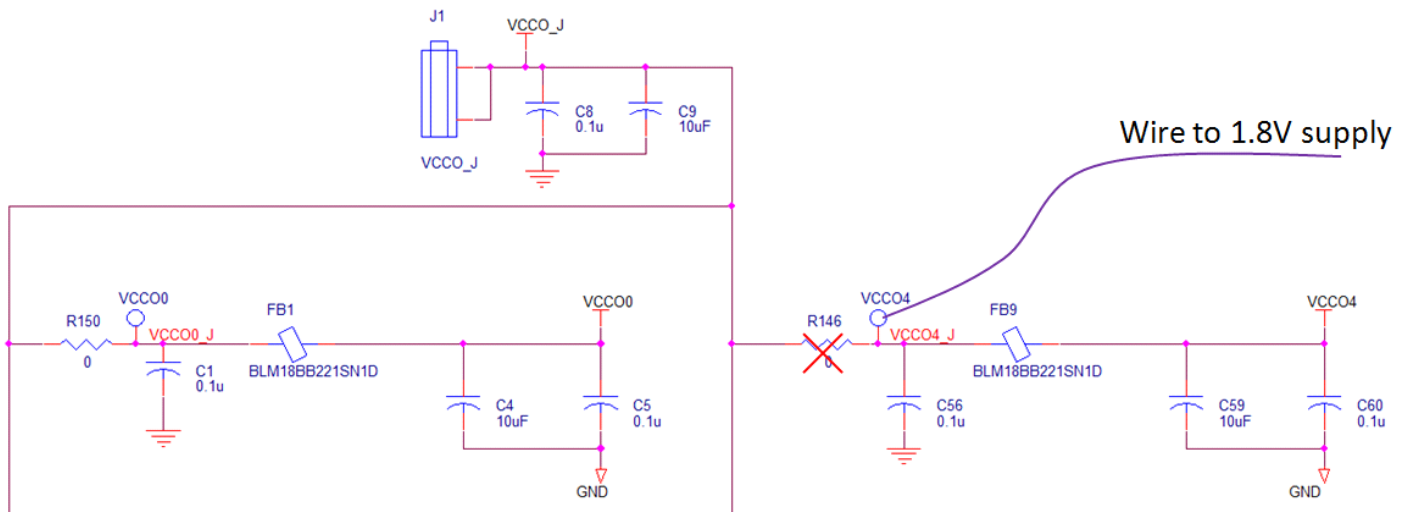 J1
VCCO_J
C8
0.1u
C9
10uF
VCCO_J
Wire to 1.8V supply
R150
0
VCCO0
VCCO0_J
C1
0.1u
FB1
BLM18BB221SN1D
VCCO0
C4
10uF
C5
0.1u
GND
R146
0
VCCO4
VCCO4_J
C56
0.1u
FB9
BLM18BB221SN1D
VCCO4
C59
10uF
C60
0.1u
GND